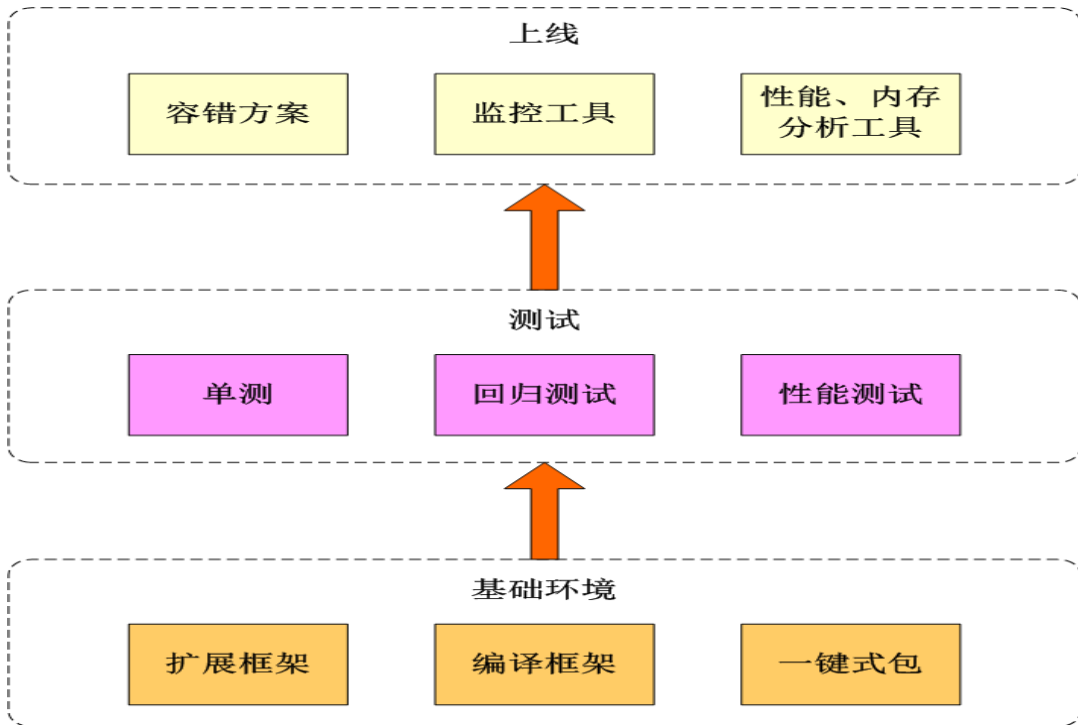 上线
容错方案
监控工具
性能、内存
分析工具
测试
单测
回归测试
性能测试
基础环境
扩展框架
编译框架
一键式包